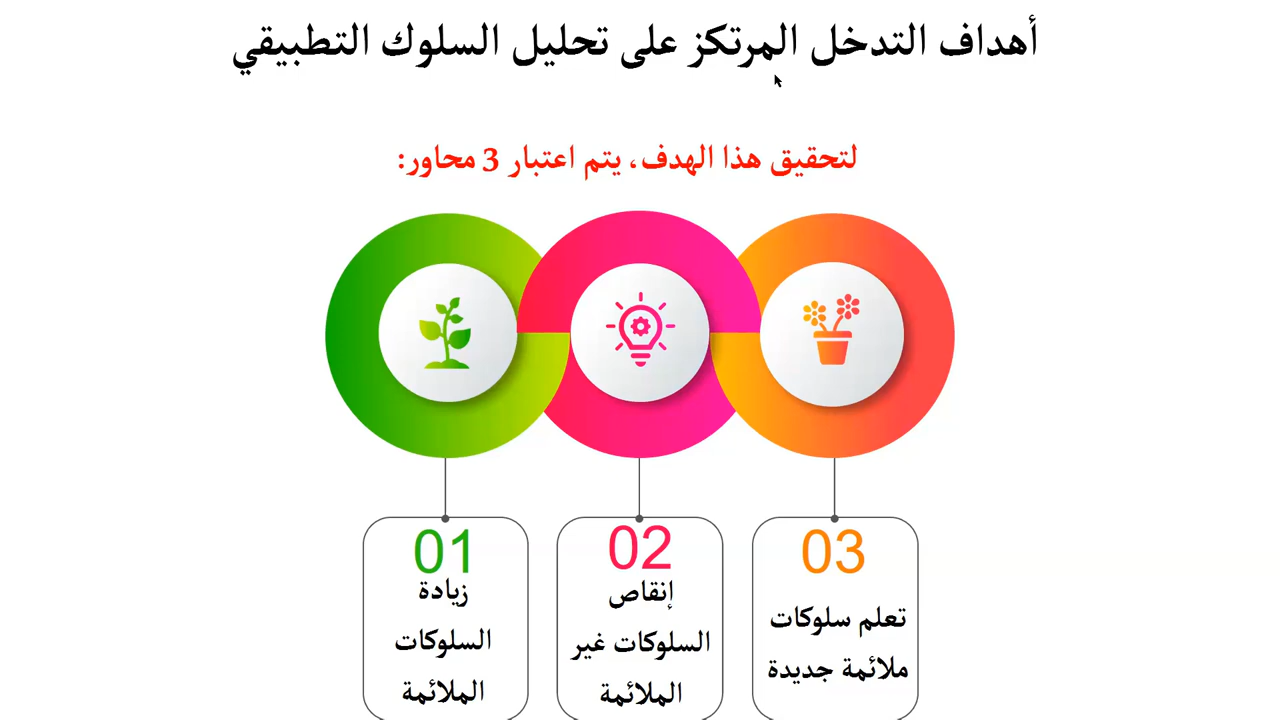 أهداف التدخل المرتكز على تحليل السلوك التطبيقي
لتحقيق هذا الهدف، يتم اعتبار 3 محاور:
01
زيادة
السلوكات
الملائمة
02
إنقاص
السلوكات غير
الملائمة
03
تعلم سلوكات
ملائمة جديدة